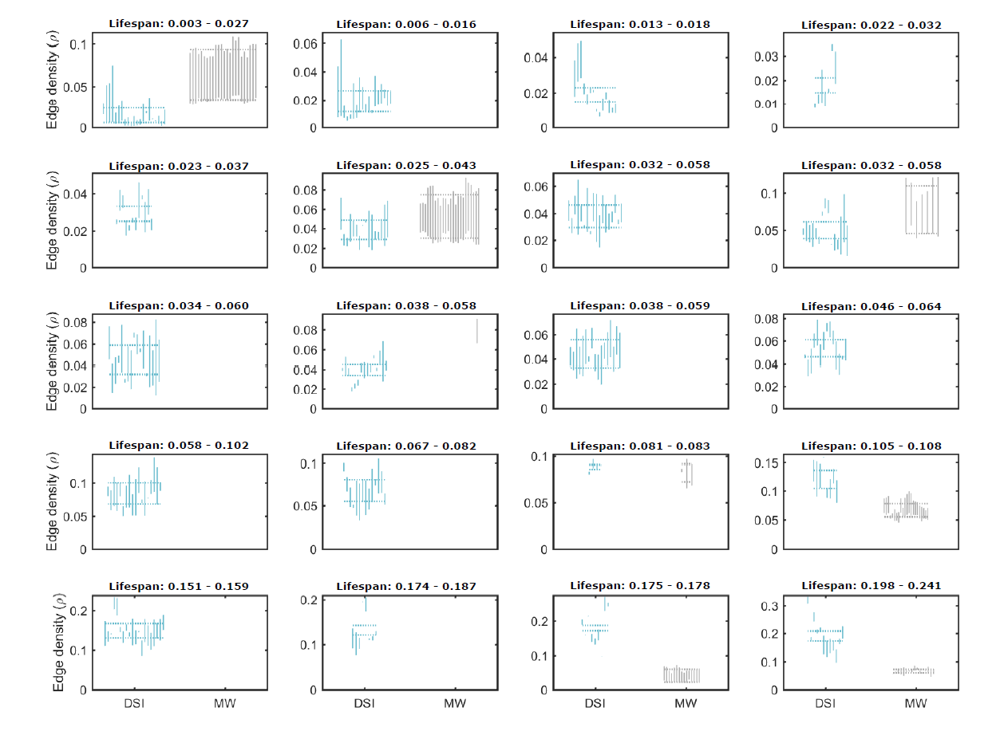 Lifespan: 0.003 - 0.027 Lifespan: 0.006 - 0.016 Lifespan: 0.013 - 0.018 Lifespan: 0.022 - 0.032
Edge density (ρ)
0.1 0.05 0
0.06 0.04 0.02 0
0.04 0.02 0
0.03 0.02 0.01 0
Lifespan: 0.023 - 0.037 Lifespan: 0.025 - 0.043 Lifespan: 0.032 - 0.058 Lifespan: 0.032 - 0.058
Edge density (ρ)
0.04 0.02 0
0.08 0.06 0.04 0.02 0
0.06 0.04 0.02 0
0.1 0.05 0
Lifespan: 0.034 - 0.060 Lifespan: 0.038 - 0.058 Lifespan: 0.038 - 0.059 Lifespan: 0.046 - 0.064
Edge density (ρ)
0.08 0.06 0.04 0.02 0
0.08 0.06 0.04 0.02 0
0.06 0.04 0.02 0
0.08 0.06 0.04 0.02 0
Lifespan: 0.058 - 0.102 Lifespan: 0.067 - 0.082 Lifespan: 0.081 - 0.083 Lifespan: 0.105 - 0.108
Edge density (ρ)
0.1 0.05 0
0.1 0.05 0
0.1 0.05 0
0.15 0.1 0.05 0
Lifespan: 0.151 - 0.159 Lifespan: 0.174 - 0.187 Lifespan: 0.175 - 0.178 Lifespan: 0.198 - 0.241
Edge density (ρ)
0.2 0.1 0
0.2 0.1 0
0.2 0.1 0
0.3 0.2 0.1 0
DSI MW DSI MW DSI MW DSI MW